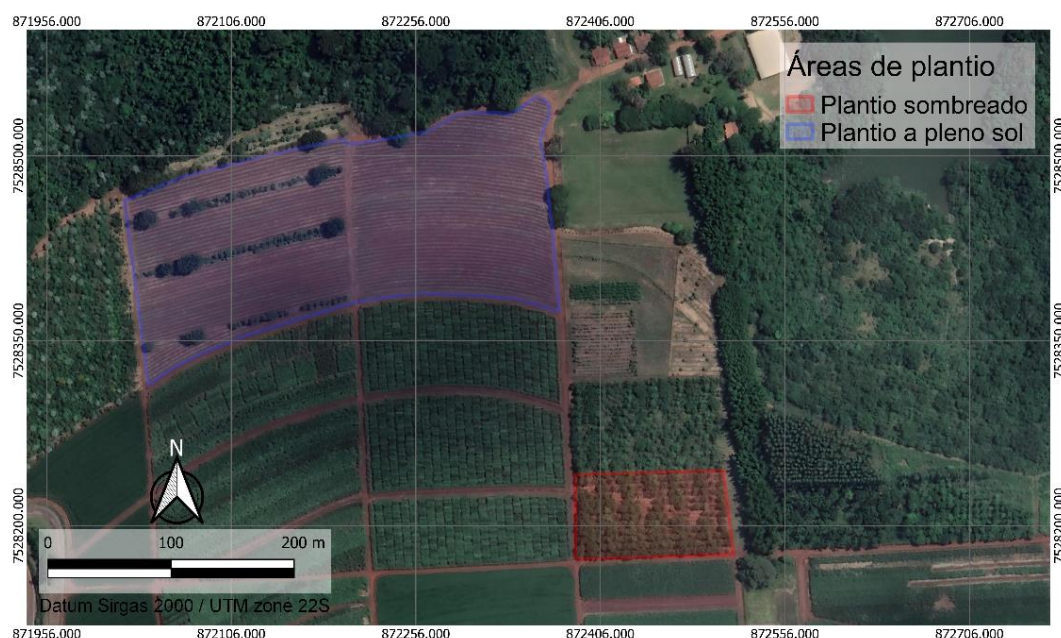 871956.000 872106.000 872256.000 872406.000 872556.000 872706.000
Áreas de plantio
Plantio sombreado
Plantio a pleno sol
7528500.000 7528500.000
7528350.000 7528350.000
N
7528200.000 7528200.000
0 100 200 m
Datum Sirgas 2000 / UTM zone 22S
871956.000 872106.000 872256.000 872406.000 872556.000 872706.000